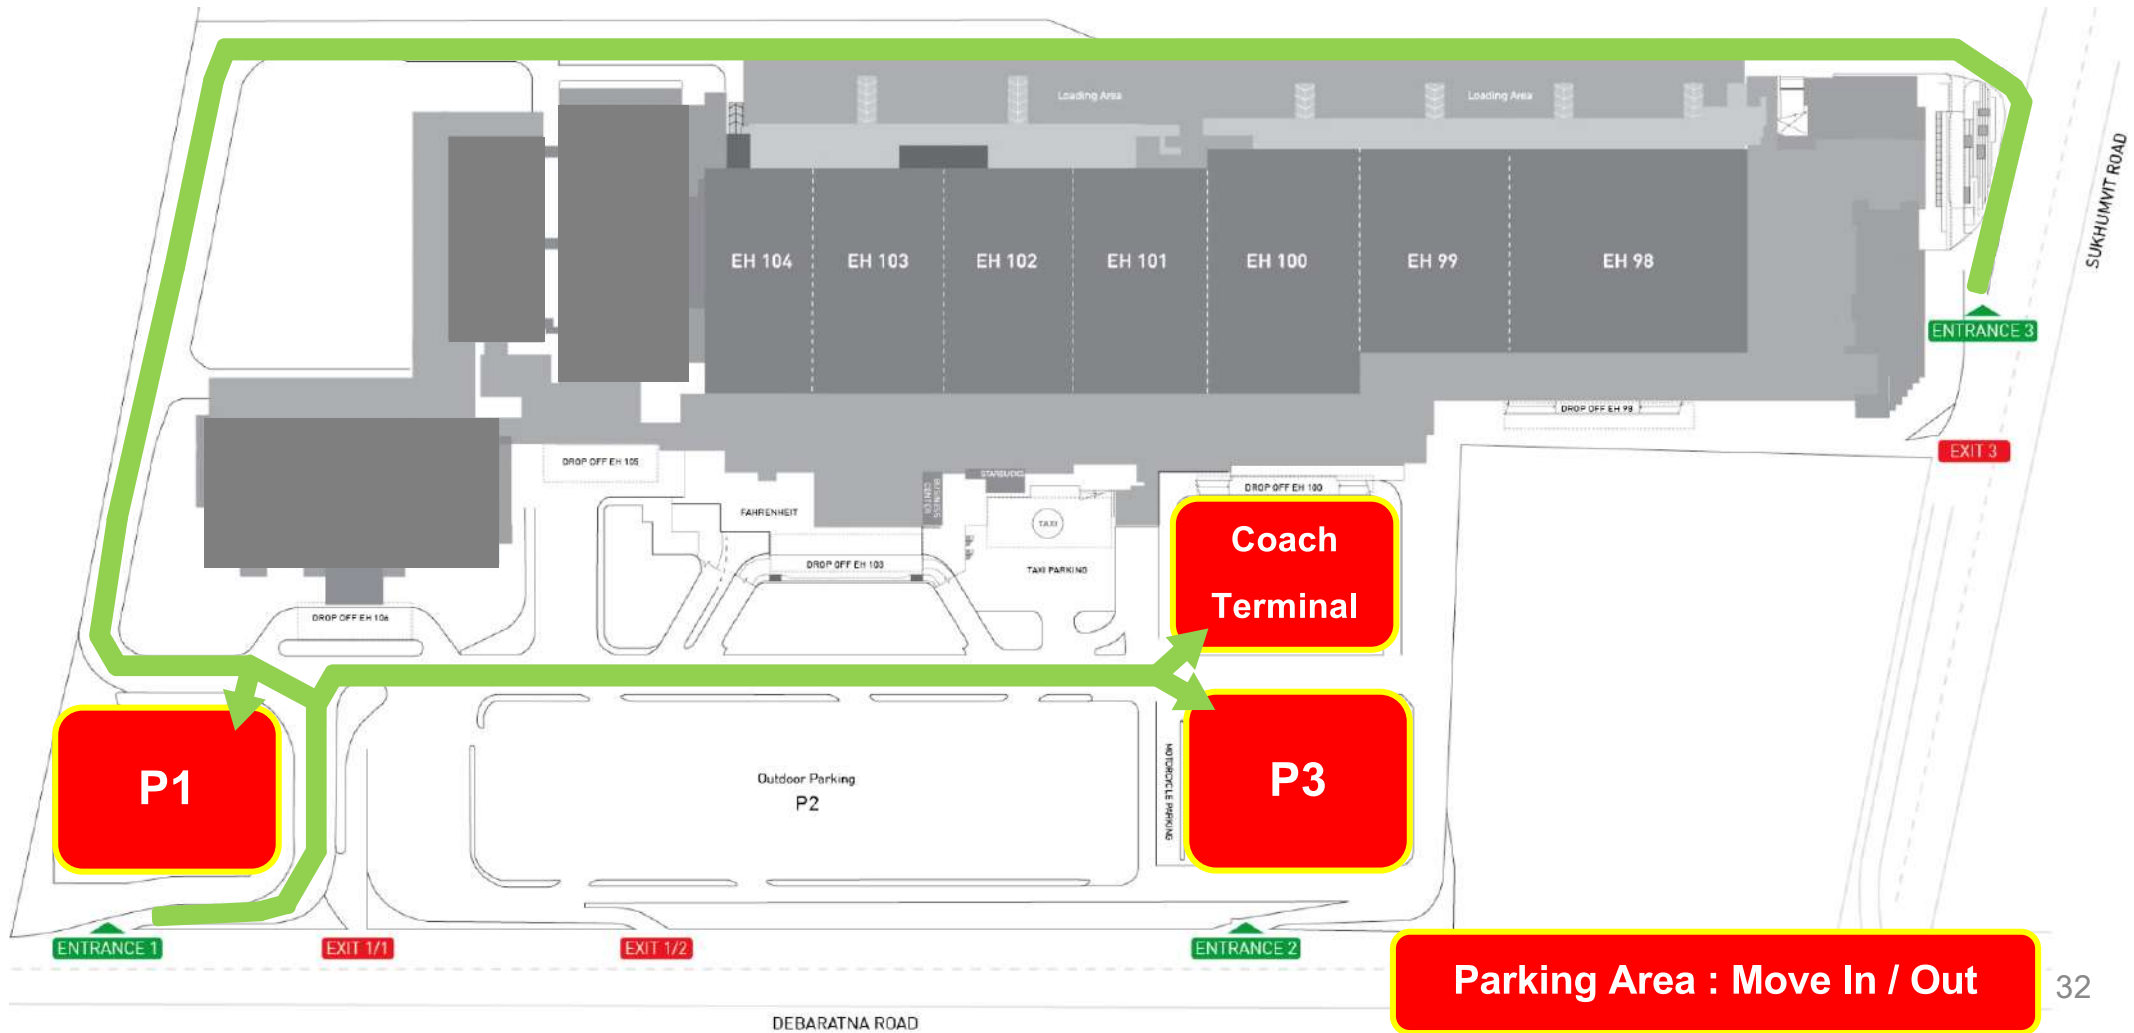 Loading Area
Loading Area
SUKHUMVIT ROAD
EH 104
EH 103
EH 102
EH 101
EH 100
EH 99
EH 98
ENTRANCE 3
DROP OFF EH 98
EXIT 3
DROP OFF EH 105
STARBUCKS
BUSINESS
CENTER
DROP OFF EH 100
FAHRENHEIT
TAXI
Coach
Terminal
DROP OFF EH 103
TAXI PARKING
DROP OFF EH 106
P1
Outdoor Parking
P2
MOTORCYCLE PARKING
P3
ENTRANCE 1
EXIT 1/1
EXIT 1/2
ENTRANCE 2
Parking Area : Move In / Out
32
DEBARATNA ROAD